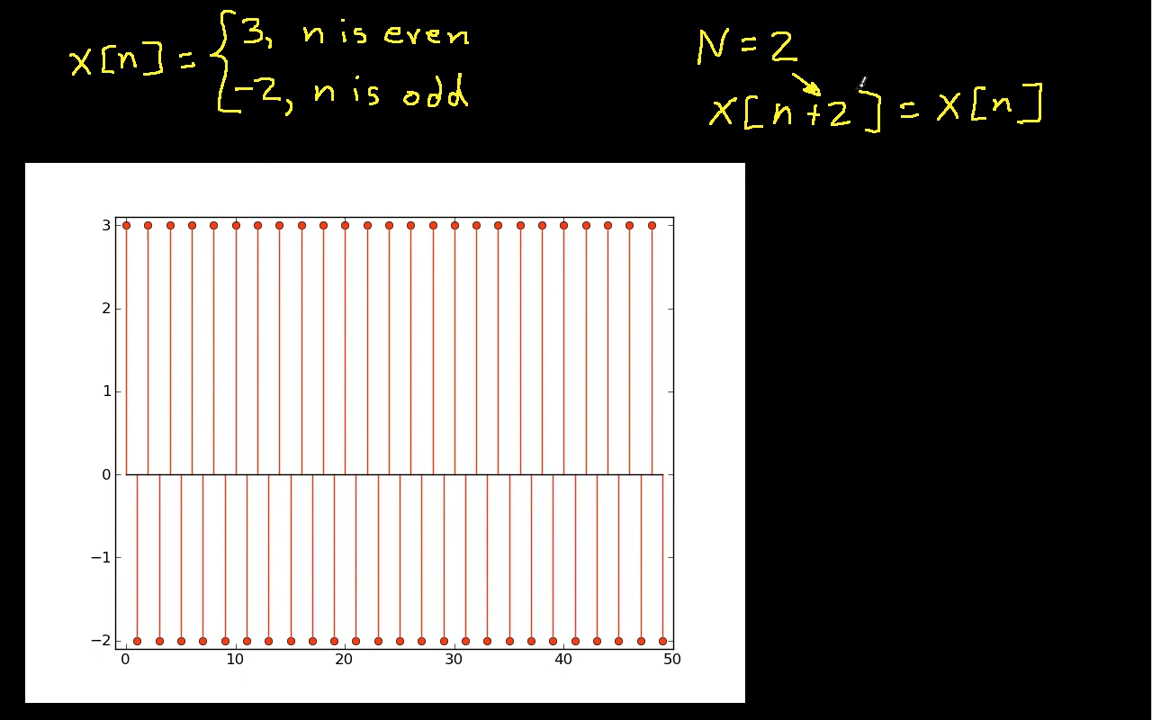 x[n] = { 3, n is even
-2, n is odd
N = 2
x[n+2] = x[n]
3
2
1
0
−1
−2
0 10 20 30 40 50